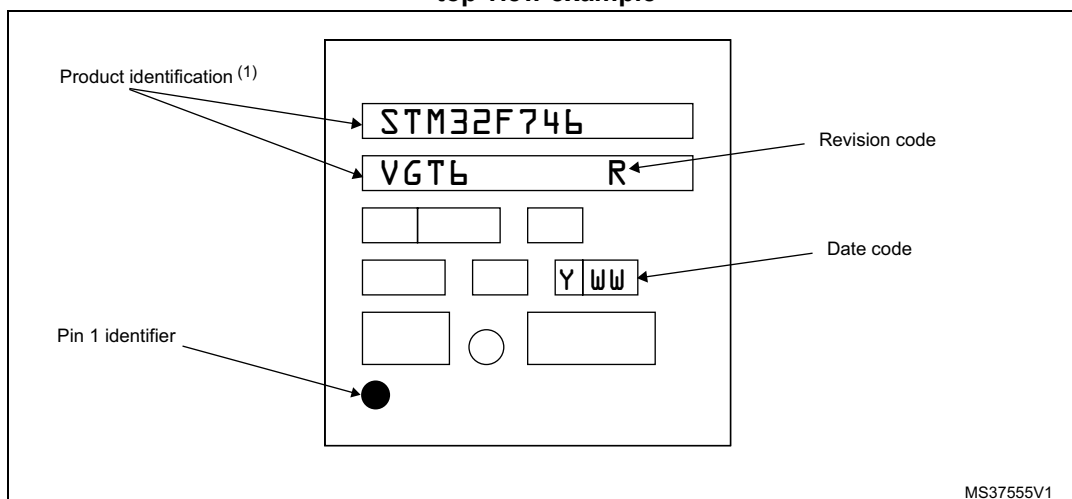 top view example
Product identification (1)
STM32F746
Revision code
VGT6 R
Date code
Y WW
Pin 1 identifier
MS37555V1